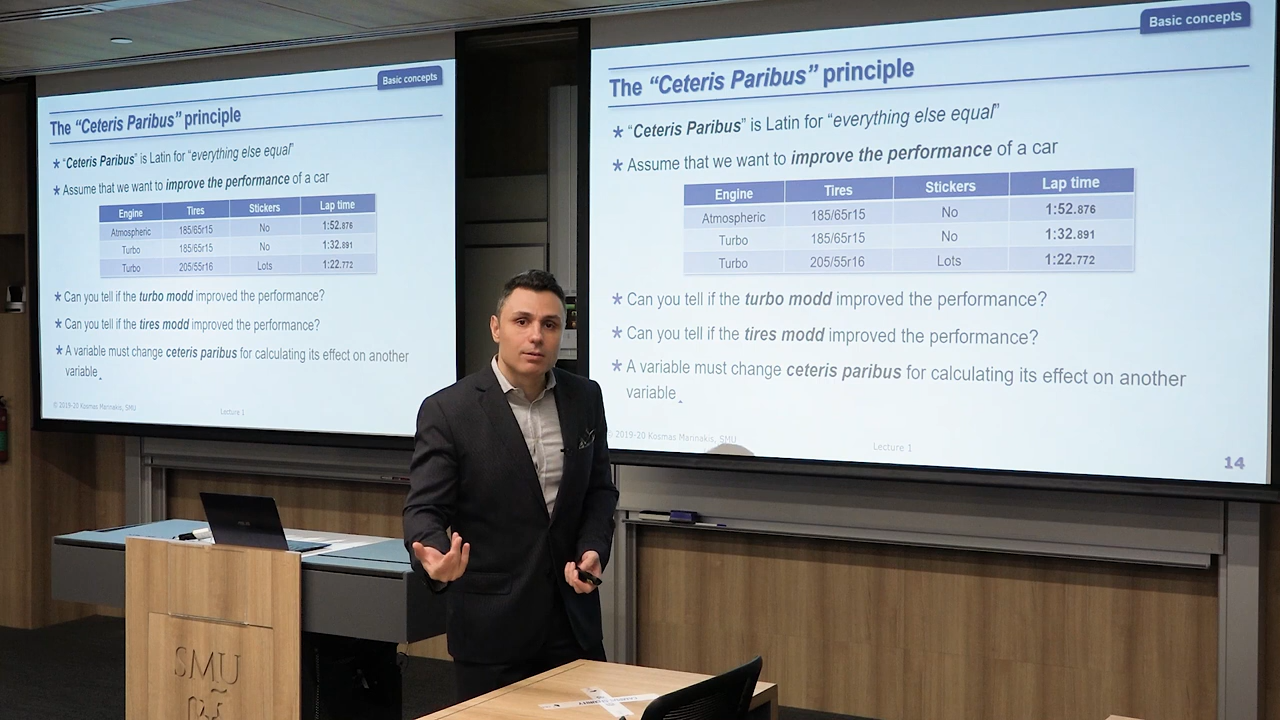 Basic concepts
The “Ceteris Paribus” principle
* “Ceteris Paribus” is Latin for “everything else equal”
* Assume that we want to improve the performance of a car
Engine Tires Stickers Lap time
Atmospheric 185/65r15 No 1:52.876
Turbo 185/65r15 No 1:32.891
Turbo 205/55r16 Lots 1:22.772
* Can you tell if the turbo modd improved the performance?
* Can you tell if the tires modd improved the performance?
* A variable must change ceteris paribus for calculating its effect on another
variable.
© 2019-20 Kosmas Marinakis, SMU Lecture 1
Basic concepts
The “Ceteris Paribus” principle
* “Ceteris Paribus” is Latin for “everything else equal”
* Assume that we want to improve the performance of a car
Engine Tires Stickers Lap time
Atmospheric 185/65r15 No 1:52.876
Turbo 185/65r15 No 1:32.891
Turbo 205/55r16 Lots 1:22.772
* Can you tell if the turbo modd improved the performance?
* Can you tell if the tires modd improved the performance?
* A variable must change ceteris paribus for calculating its effect on another
variable.
© 2019-20 Kosmas Marinakis, SMU Lecture 1
14
SMU